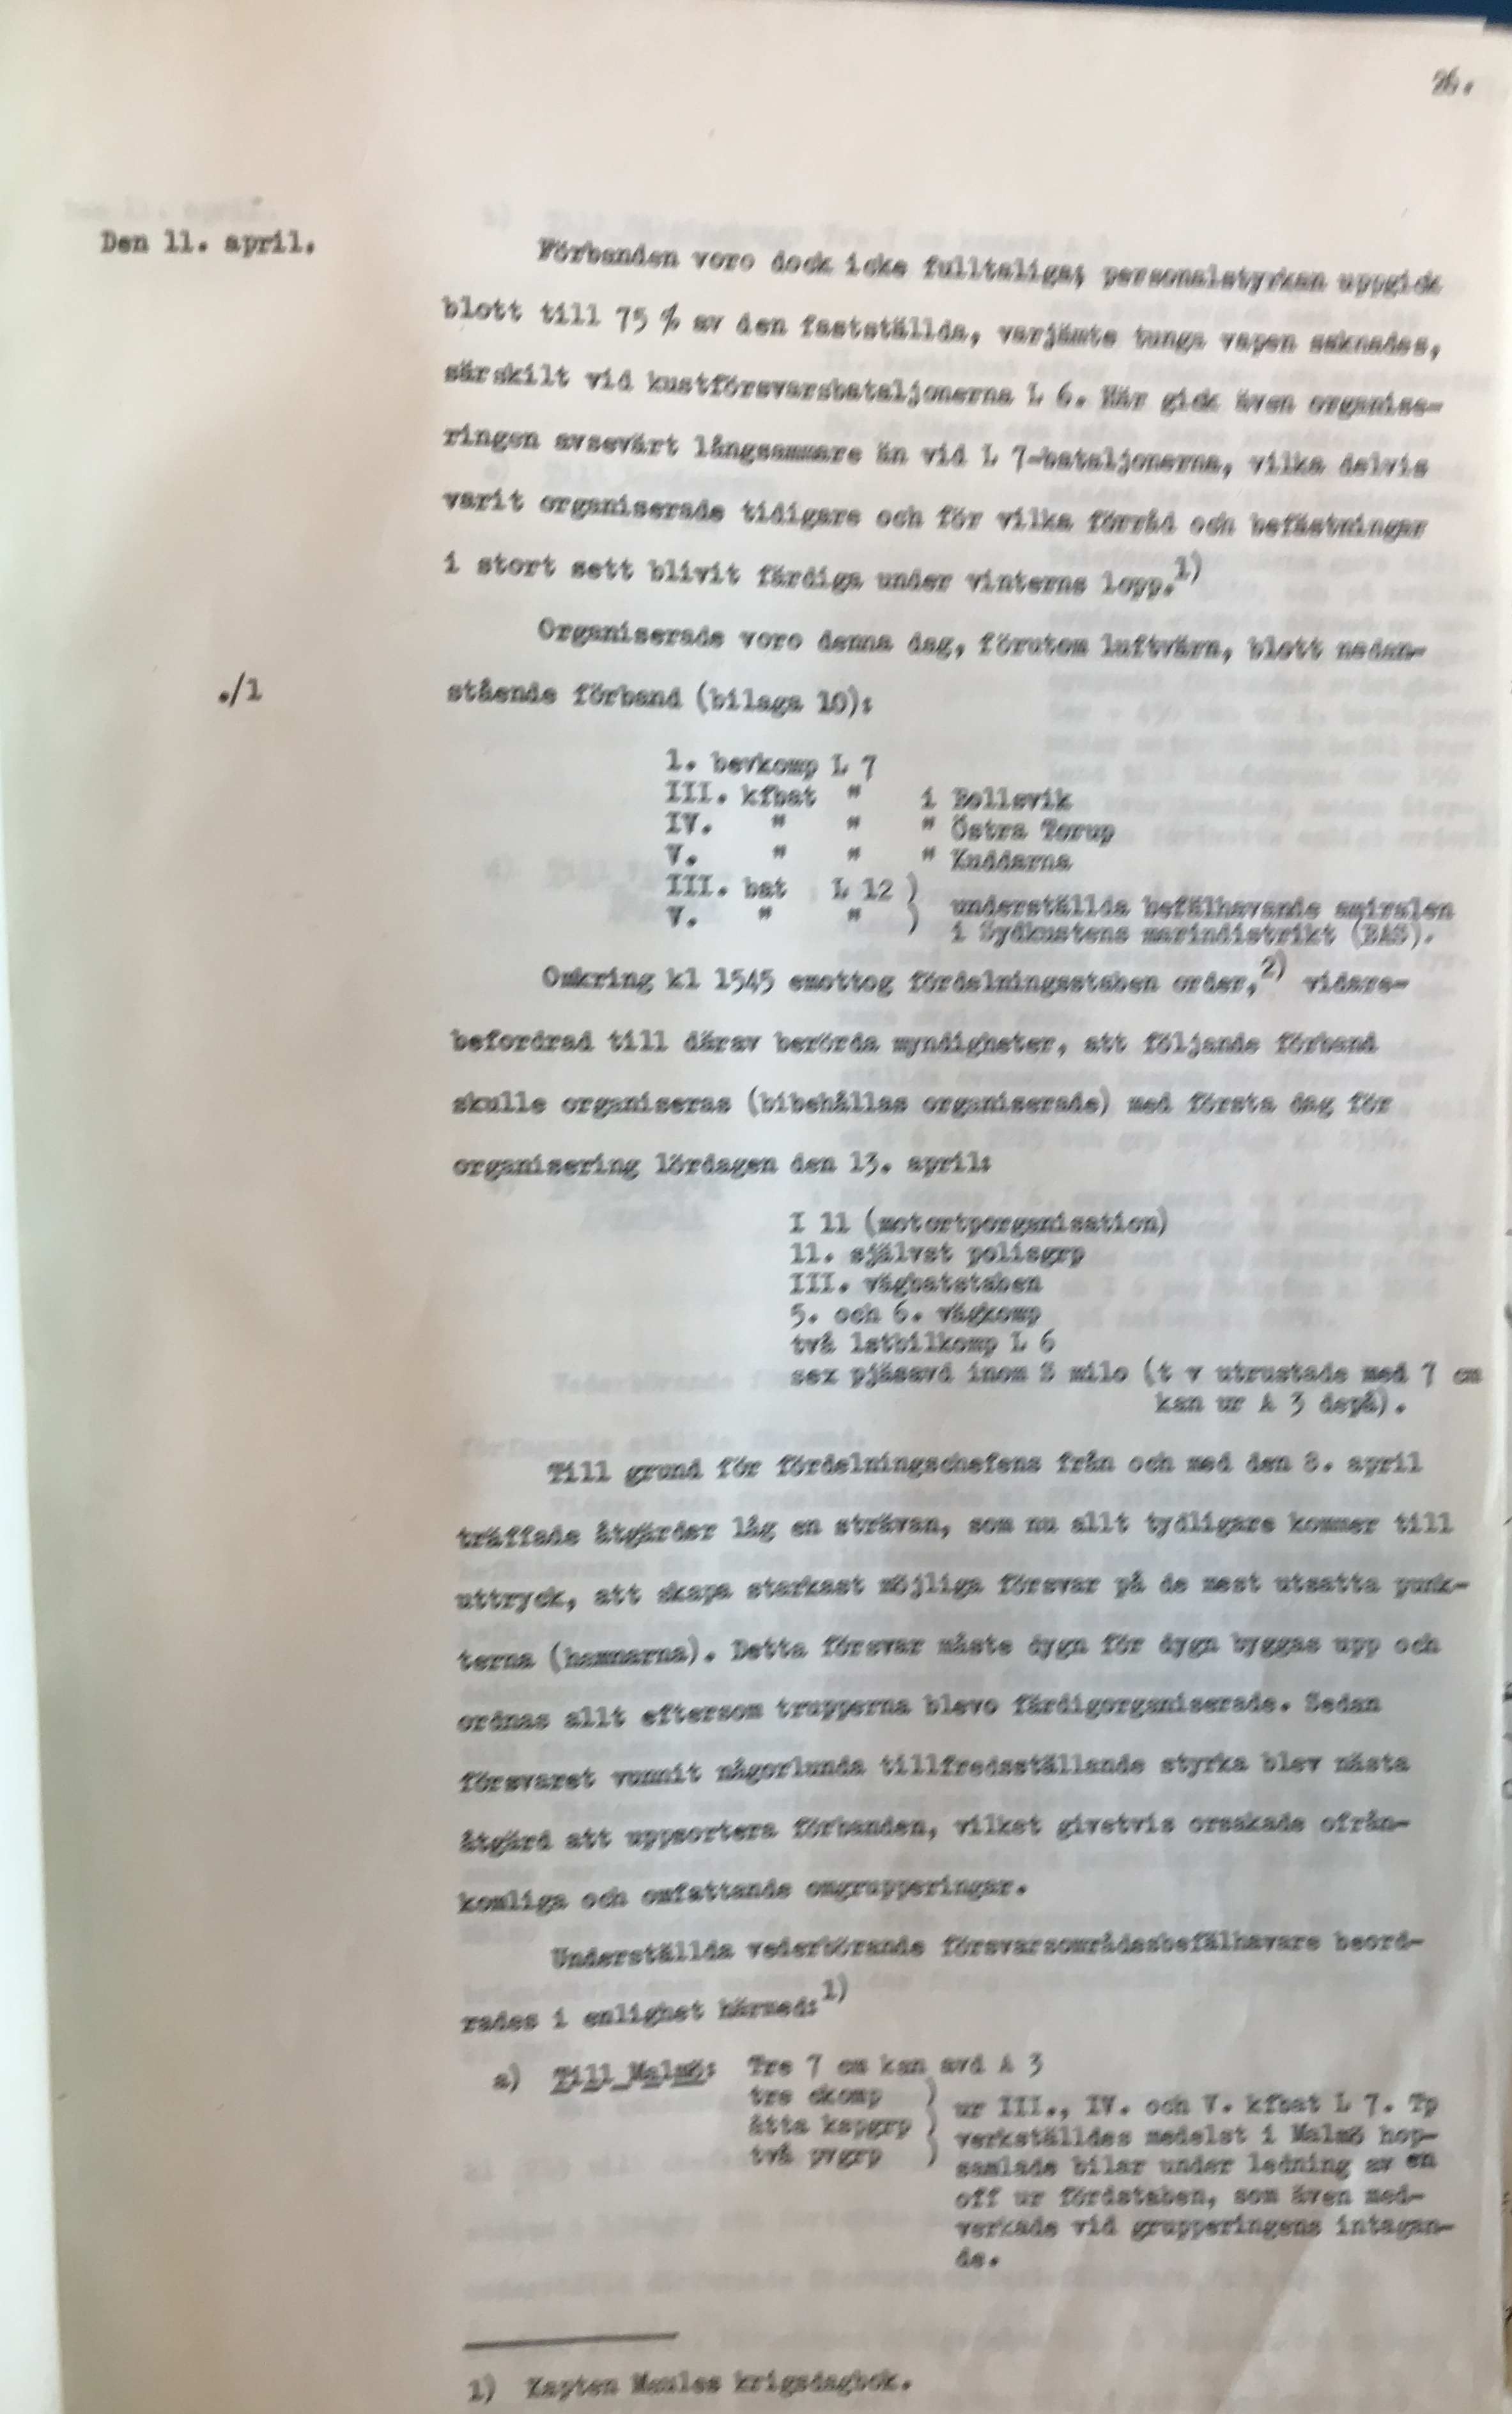 26.
Den 11. april.
Förbanden voro dock icke fulltaliga; personalstyrkan uppgick
blott till 75 % av den fastställda, varjämte tunga vapen saknades,
särskilt vid kustförsvarsbataljonerna L 6. Här gick även organise-
ringen avsevärt långsammare än vid L 7-bataljonerna, vilka delvis
varit organiserade tidigare och för vilka förråd och befästningar
i stort sett blivit färdiga under vinterns lopp.1)
Organiserade voro denna dag, förutom luftvärn, blott nedan-
./1
stående förband (bilaga 10):
1. bevkomp L 7
III. kfbat " i Bellevik
IV. " " " Östra Torup
V. " " " Kuddarna
III. bat L 12 )
V. " " )
understställda befälhavande amiralen
i Sydkustens marindistrikt (BAS).
Omkring kl 1545 emottog fördelningsstaben order,2) vidare-
befordrad till därav berörda myndigheter, att följande förband
skulle organiseras (bibehållas organiserade) med första dag för
organisering lördagen den 13. april:
I 11 (motortporganisation)
11. självst polisgrp
III. vägbatstaben
5. och 6. vägkomp
två lstbilkomp L 6
sex pjäsavd inom S milo (t v utrustade med 7 cm
kan ur A 3 depå).
Till grund för fördelningschefens från och med den 8. april
träffade åtgärder låg en strävan, som nu allt tydligare kommer till
uttryck, att skapa starkast möjliga försvar på de mest utsatta punk-
terna (hamnarna). Detta försvar måste dygn för dygn byggas upp och
ordnas allt eftersom trupperna blevo färdigorganiserade. Sedan
försvaret vunnit någorlunda tillfredsställande styrka blev nästa
åtgärd att uppsortera förbanden, vilket givetvis orsakade ofrån-
komliga och omfattande omgrupperingar.
Underställda vederbörande försvarsområdesbefälhavare beord-
rades i enlighet härmed:1)
a) Till Malmö: Tre 7 cm kan avd A 3
tre skomp )
åtta kspgrp )
två pvgrp )
ur III., IV. och V. kfbat L 7. Tp
verkställdes medelst i Malmö hop-
samlade bilar under ledning av en
off ur fördstaben, som även med-
verkade vid grupperingens intagan-
de.
1) Kapten Meules krigsdagbok.